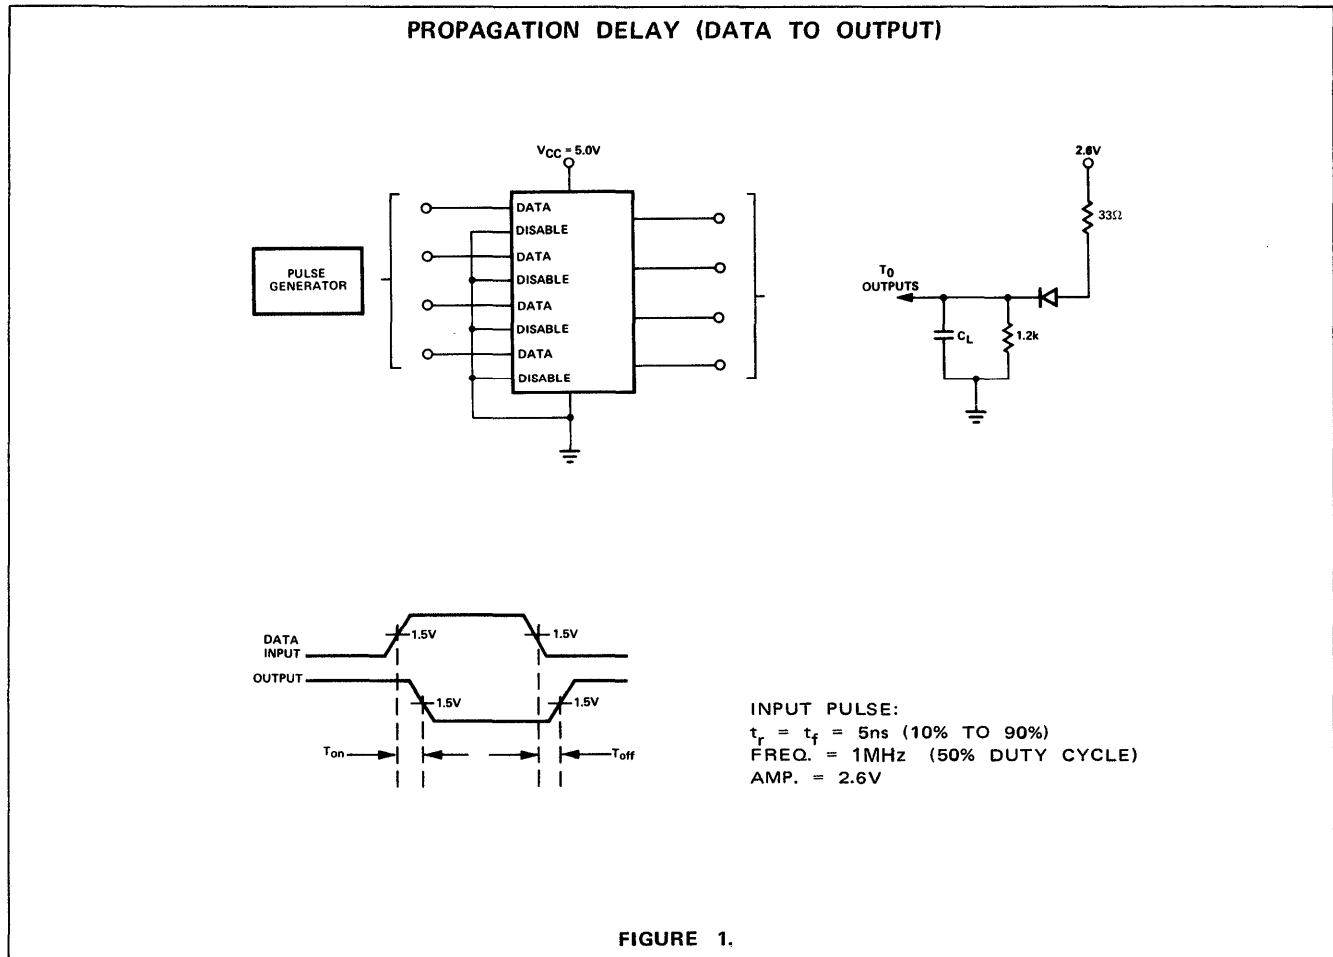 PROPAGATION DELAY (DATA TO OUTPUT)
VCC = 5.0V
PULSE
GENERATOR
DATA
DISABLE
DATA
DISABLE
DATA
DISABLE
DATA
DISABLE
2.6V
33Ω
T0
OUTPUTS
CL
1.2k
DATA
INPUT
1.5V
1.5V
OUTPUT
1.5V
1.5V
Ton
Toff
INPUT PULSE:
tr = tf = 5ns (10% TO 90%)
FREQ. = 1MHz (50% DUTY CYCLE)
AMP. = 2.6V
FIGURE 1.